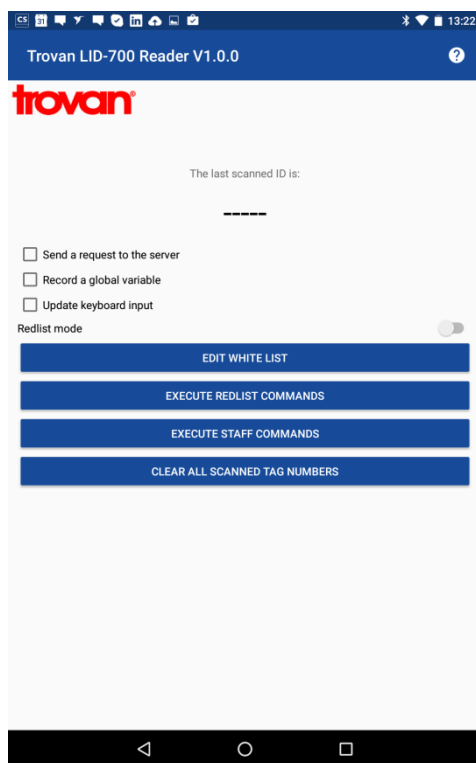 CS 31 in 13:22
Trovan LID-700 Reader V1.0.0 ?
trovan®
The last scanned ID is:
-----
Send a request to the server
Record a global variable
Update keyboard input
Redlist mode
EDIT WHITE LIST
EXECUTE REDLIST COMMANDS
EXECUTE STAFF COMMANDS
CLEAR ALL SCANNED TAG NUMBERS